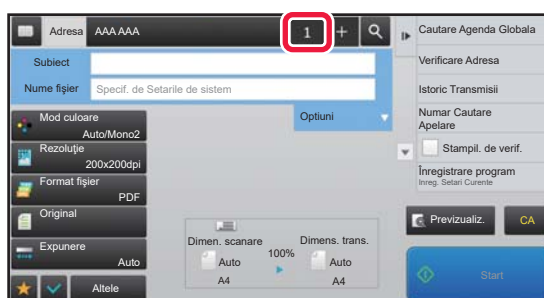 Adresa AAA AAA 1 +
Subiect
Nume fişier Specif. de Setarile de sistem
Optiuni
Mod culoare
Auto/Mono2
Rezoluţie
200x200dpi
Format fişier
PDF
Original
Expunere
Auto
Altele
Dimen. scanare
Auto
A4
100%
Dimens. trans.
Auto
A4
Cautare Agenda Globala
Verificare Adresa
Istoric Transmisii
Numar Cautare
Apelare
Stampil. de verif.
Înregistrare program
Inreg. Setari Curente
Previzualiz. CA
Start